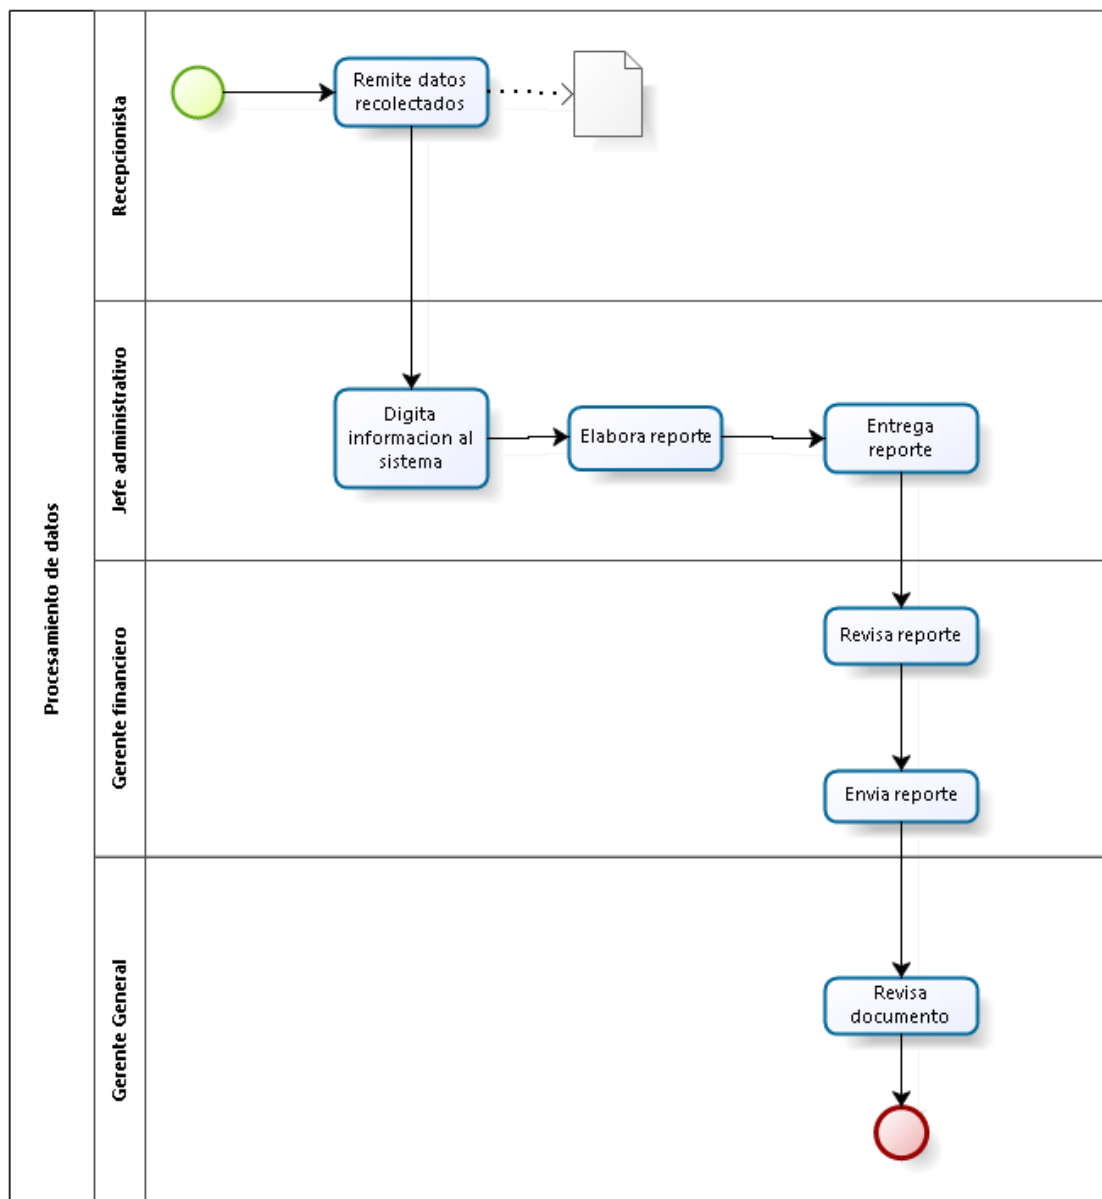 Procesamiento de datos
Recepcionista
Remite datos
recolectados
Jefe administrativo
Digita
informacion al
sistema
Elabora reporte
Entrega
reporte
Gerente financiero
Revisa reporte
Envia reporte
Gerente General
Revisa
documento